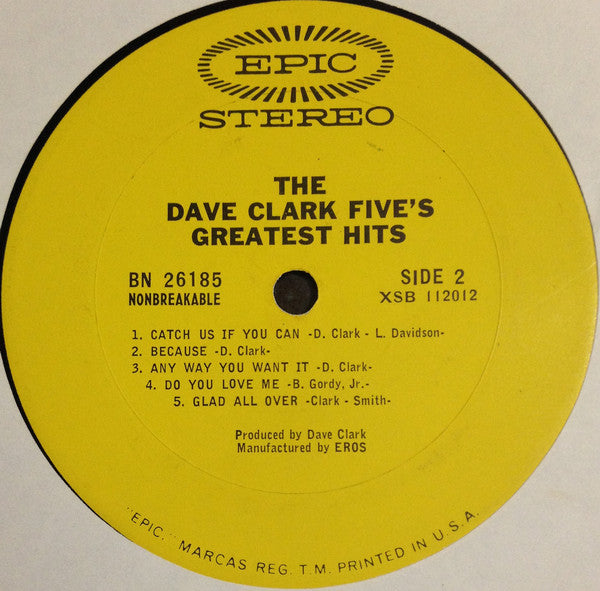 EPIC
STEREO
THE
DAVE CLARK FIVE'S
GREATEST HITS
BN 26185
NONBREAKABLE
SIDE 2
XSB 112012
1. CATCH US IF YOU CAN -D. Clark - L. Davidson-
2. BECAUSE -D. Clark-
3. ANY WAY YOU WANT IT -D. Clark-
4. DO YOU LOVE ME -B. Gordy, Jr.-
5. GLAD ALL OVER -Clark - Smith-
Produced by Dave Clark
Manufactured by EROS
"EPIC," MARCAS REG. T.M. PRINTED IN U.S.A.